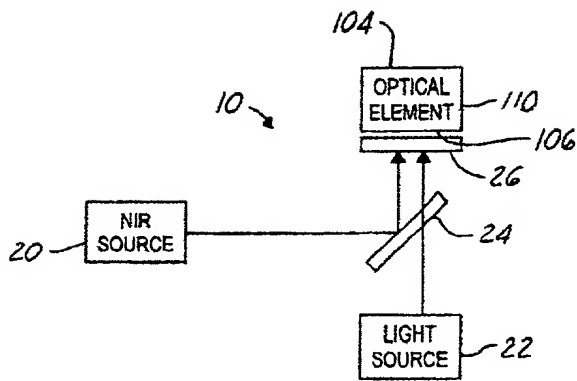 104
OPTICAL
ELEMENT
110
10
106
26
NIR
SOURCE
20
24
LIGHT
SOURCE
22